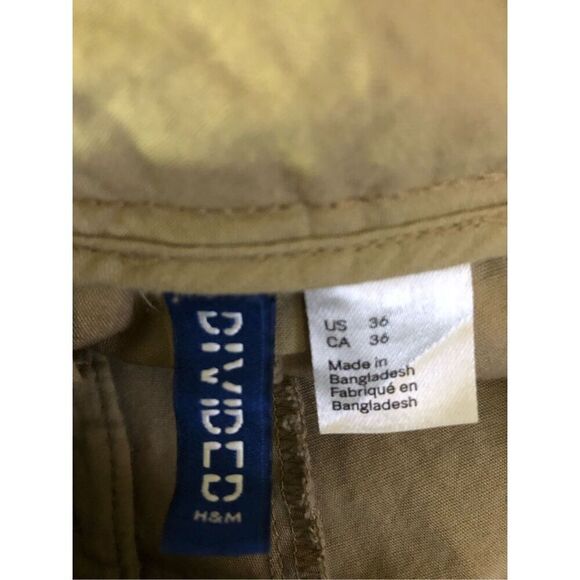 DIVIDED
H&M
US 36
CA 36
Made in
Bangladesh
Fabriqué en
Bangladesh